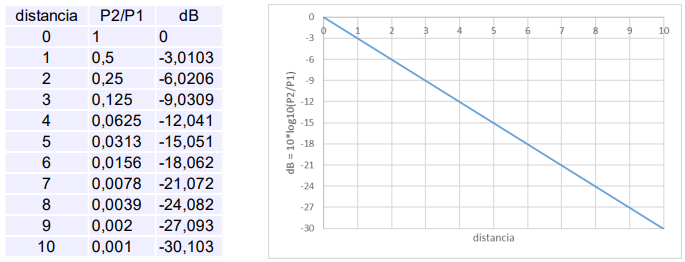 distancia P2/P1 dB
0 1 0
1 0,5 -3,0103
2 0,25 -6,0206
3 0,125 -9,0309
4 0,0625 -12,041
5 0,0313 -15,051
6 0,0156 -18,062
7 0,0078 -21,072
8 0,0039 -24,082
9 0,002 -27,093
10 0,001 -30,103
dB = 10*log10(P2/P1)
0
-3
-6
-9
-12
-15
-18
-21
-24
-27
-30
0 1 2 3 4 5 6 7 8 9 10
distancia